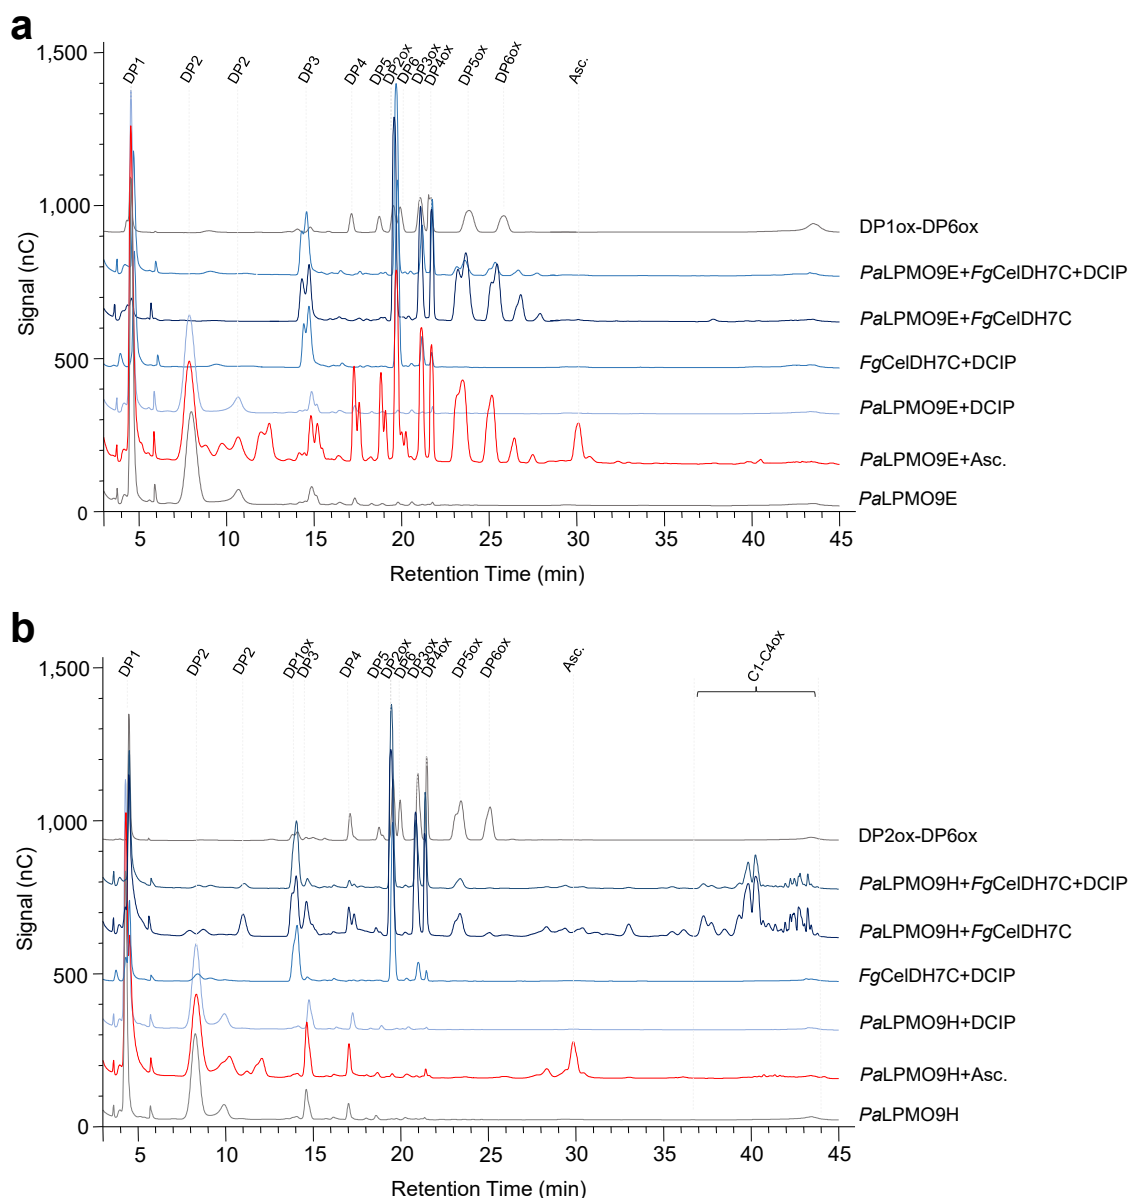 a
DP1 DP2 DP2 DP3 DP4 DP5 DP2ox DP6 DP3ox DP4ox DP5ox DP6ox Asc.
1,500
1,000
500
0
Signal (nC)
DP1ox-DP6ox
PaLPMO9E+FgCelDH7C+DCIP
PaLPMO9E+FgCelDH7C
FgCelDH7C+DCIP
PaLPMO9E+DCIP
PaLPMO9E+Asc.
PaLPMO9E
5 10 15 20 25 30 35 40 45
Retention Time (min)
b
DP1 DP2 DP2 DP1ox DP3 DP4 DP5 DP2ox DP6 DP3ox DP4ox DP5ox DP6ox Asc. C1-C4ox
1,500
1,000
500
0
Signal (nC)
DP2ox-DP6ox
PaLPMO9H+FgCelDH7C+DCIP
PaLPMO9H+FgCelDH7C
FgCelDH7C+DCIP
PaLPMO9H+DCIP
PaLPMO9H+Asc.
PaLPMO9H
5 10 15 20 25 30 35 40 45
Retention Time (min)